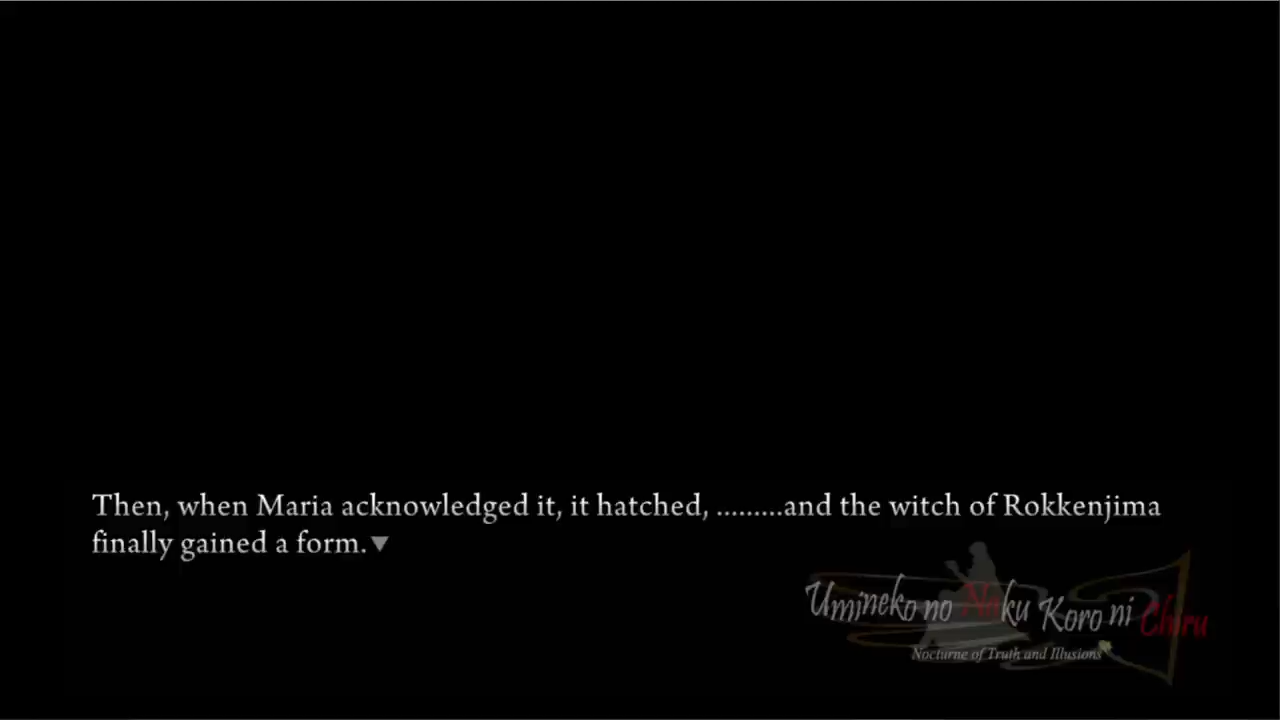 Then, when Maria acknowledged it, it hatched, .........and the witch of Rokkenjima
finally gained a form.
Umineko no Naku Koro ni Chiru
Nocturne of Truth and Illusions